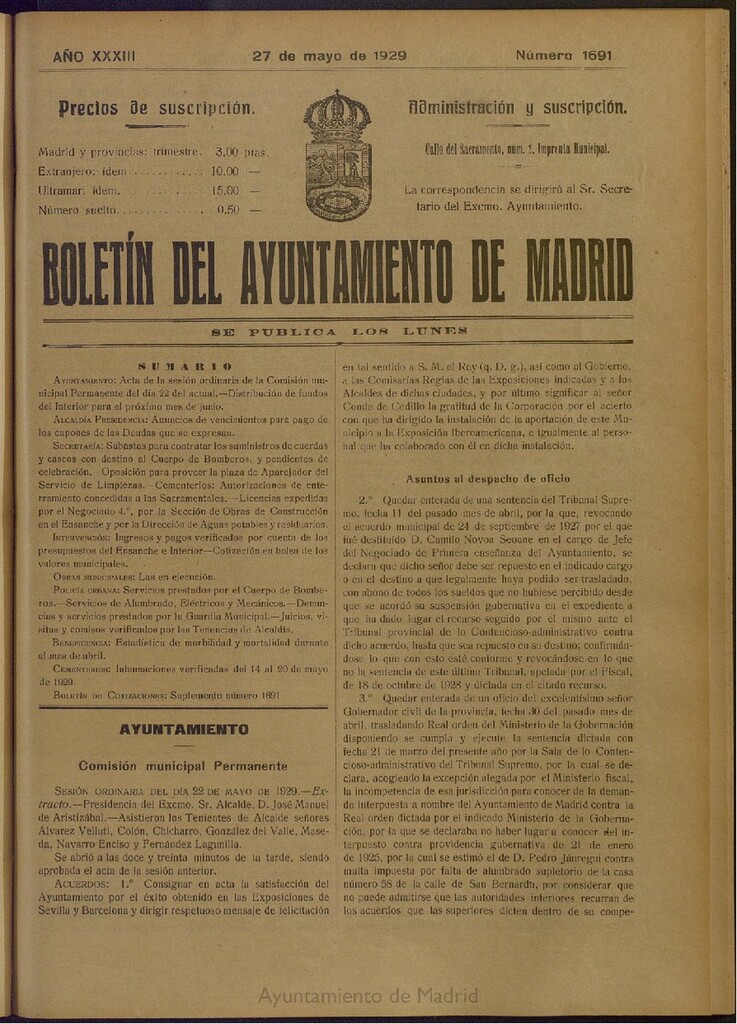 AÑO XXXIII
27 de mayo de 1929
Número 1691
Precios de suscripción.
Madrid y provincias: trimestre. 3,00 ptas.
Extranjero: ídem............ 10,00 —
Ultramar: ídem............. 15,00 —
Número suelto.............. 0,50 —
Administración y suscripción.
Calle del Sacramento, núm. 1. Imprenta Municipal.
La correspondencia se dirigirá al Sr. Secre-
tario del Excmo. Ayuntamiento.
BOLETÍN DEL AYUNTAMIENTO DE MADRID
SE PUBLICA LOS LUNES
SUMARIO
AYUNTAMIENTO: Acta de la sesión ordinaria de la Comisión mu-
nicipal Permanente del día 22 del actual.—Distribución de fondos
del Interior para el próximo mes de junio.
ALCALDÍA PRESIDENCIA: Anuncios de vencimientos para pago de
los cupones de las Deudas que se expresan.
SECRETARÍA: Subastas para contratar los suministros de cuerdas
y cascos con destino al Cuerpo de Bomberos, y pendientes de
celebración.—Oposición para proveer la plaza de Aparejador del
Servicio de Limpiezas.—Cementerios: Autorizaciones de ente-
rramiento concedidas a las Sacramentales.—Licencias expedidas
por el Negociado 4.º, por la Sección de Obras de Construcción
en el Ensanche y por la Dirección de Aguas potables y residuarias.
INTERVENCIÓN: Ingresos y pagos verificados por cuenta de los
presupuestos del Ensanche e Interior—Cotización en bolsa de los
valores municipales.
OBRAS MUNICIPALES: Las en ejecución.
POLICÍA URBANA: Servicios prestados por el Cuerpo de Bombe-
ros.—Servicios de Alumbrado, Eléctricos y Mecánicos.—Denun-
cias y servicios prestados por la Guardia Municipal.—Juicios, vi-
sitas y comisos verificados por las Tenencias de Alcaldía.
BENEFICENCIA: Estadística de morbilidad y mortalidad durante
el mes de abril.
CEMENTERIOS: Inhumaciones verificadas del 14 al 20 de mayo
de 1929.
BOLETÍN DE COTIZACIONES: Suplemento número 1691
AYUNTAMIENTO
Comisión municipal Permanente
SESIÓN ORDINARIA DEL DÍA 22 DE MAYO DE 1929.—Ex-
tracto.—Presidencia del Excmo. Sr. Alcalde, D. José Manuel
de Aristizábal.—Asistieron los Tenientes de Alcalde señores
Alvarez Velluti, Colón, Chicharro, González del Valle, Mase-
da, Navarro Enciso y Fernández Lagunilla.
Se abrió a las doce y treinta minutos de la tarde, siendo
aprobada el acta de la sesión anterior.
ACUERDOS: 1.º Consignar en acta la satisfacción del
Ayuntamiento por el éxito obtenido en las Exposiciones de
Sevilla y Barcelona y dirigir respetuoso mensaje de felicitación
en tal sentido a S. M. el Rey (q. D. g.), así como al Gobierno,
a las Comisarías Regias de las Exposiciones indicadas y a los
Alcaldes de dichas ciudades, y por último significar al señor
Conde de Cedillo la gratitud de la Corporación por el acierto
con que ha dirigido la instalación de la aportación de este Mu-
nicipio a la Exposición Iberoamericana, e igualmente al perso-
nal que ha colaborado con él en dicha instalación.
Asuntos al despacho de oficio
2.º Quedar enterada de una sentencia del Tribunal Supre-
mo, fecha 11 del pasado mes de abril, por la que, revocando
el acuerdo municipal de 24 de septiembre de 1927 por el que
fué destituído D. Camilo Novoa Seoane en el cargo de Jefe
del Negociado de Primera enseñanza del Ayuntamiento, se
declara que dicho señor debe ser repuesto en el indicado cargo
o en el destino a que legalmente haya podido ser trasladado,
con abono de todos los sueldos que no hubiese percibido desde
que se acordó su suspensión gubernativa en el expediente a
que ha dado lugar el recurso seguido por el mismo ante el
Tribunal provincial de lo Contencioso-administrativo contra
dicho acuerdo, hasta que sea repuesto en su destino; confirmán-
dose lo que con esto esté conforme y revocándose en lo que
no la sentencia de este último Tribunal, apelada por el Fiscal,
de 18 de octubre de 1928 y dictada en el citado recurso.
3.º Quedar enterada de un oficio del excelentísimo señor
Gobernador civil de la provincia, fecha 30 del pasado mes de
abril, trasladando Real orden del Ministerio de la Gobernación
disponiendo se cumpla y ejecute la sentencia dictada con
fecha 21 de marzo del presente año por la Sala de lo Conten-
cioso-administrativo del Tribunal Supremo, por la cual se de-
clara, acogiendo la excepción alegada por el Ministerio fiscal,
la incompetencia de esa jurisdicción para conocer de la deman-
da interpuesta a nombre del Ayuntamiento de Madrid contra la
Real orden dictada por el indicado Ministerio de la Goberna-
ción, por la que se declaraba no haber lugar a conocer del in-
terpuesto contra providencia gubernativa de 21 de enero
de 1925, por la cual se estimó el de D. Pedro Jáuregui contra
multa impuesta por falta de alumbrado supletorio de la casa
número 58 de la calle de San Bernardo, por considerar que
no puede admitirse que las autoridades inferiores recurran de
los acuerdos que las superiores dicten dentro de su compe-
Ayuntamiento de Madrid